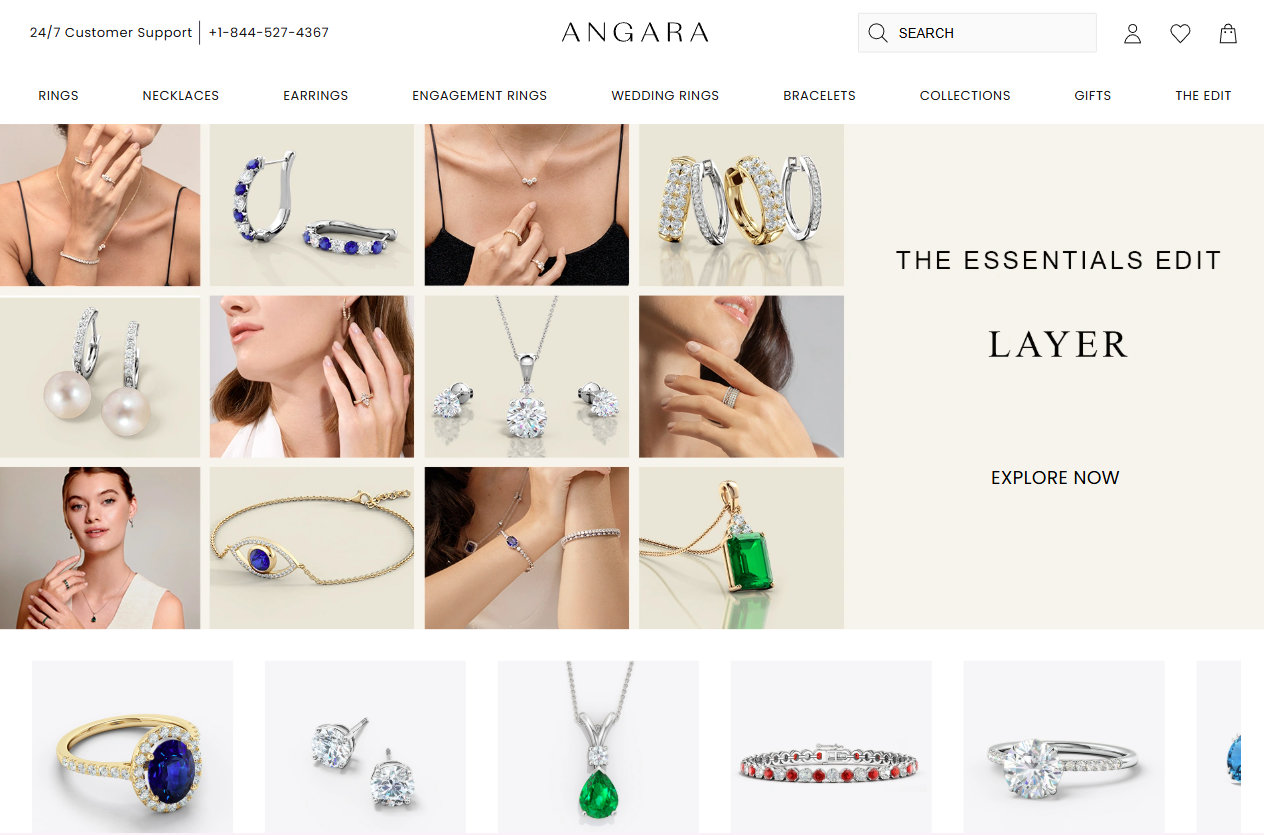 24/7 Customer Support | +1-844-527-4367
ANGARA
SEARCH
RINGS NECKLACES EARRINGS ENGAGEMENT RINGS WEDDING RINGS BRACELETS COLLECTIONS GIFTS THE EDIT
THE ESSENTIALS EDIT
LAYER
EXPLORE NOW